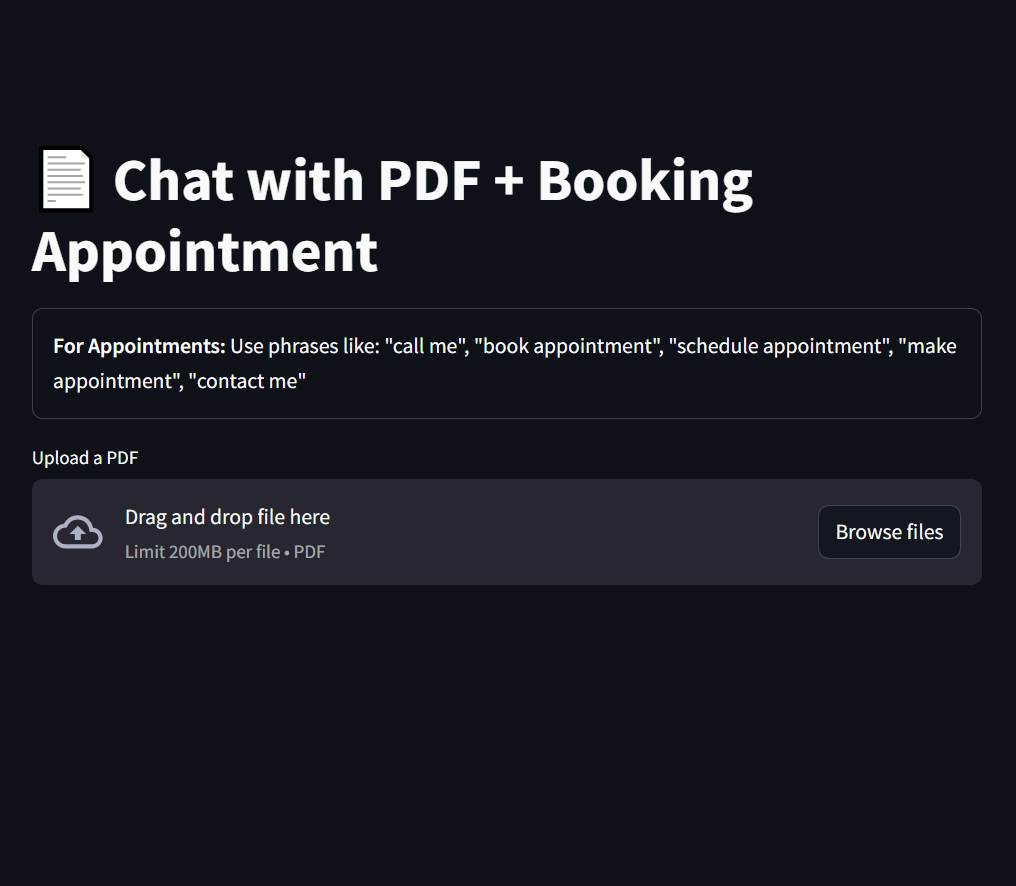 Chat with PDF + Booking
Appointment
For Appointments: Use phrases like: "call me", "book appointment", "schedule appointment", "make
appointment", "contact me"
Upload a PDF
Drag and drop file here
Limit 200MB per file • PDF
Browse files